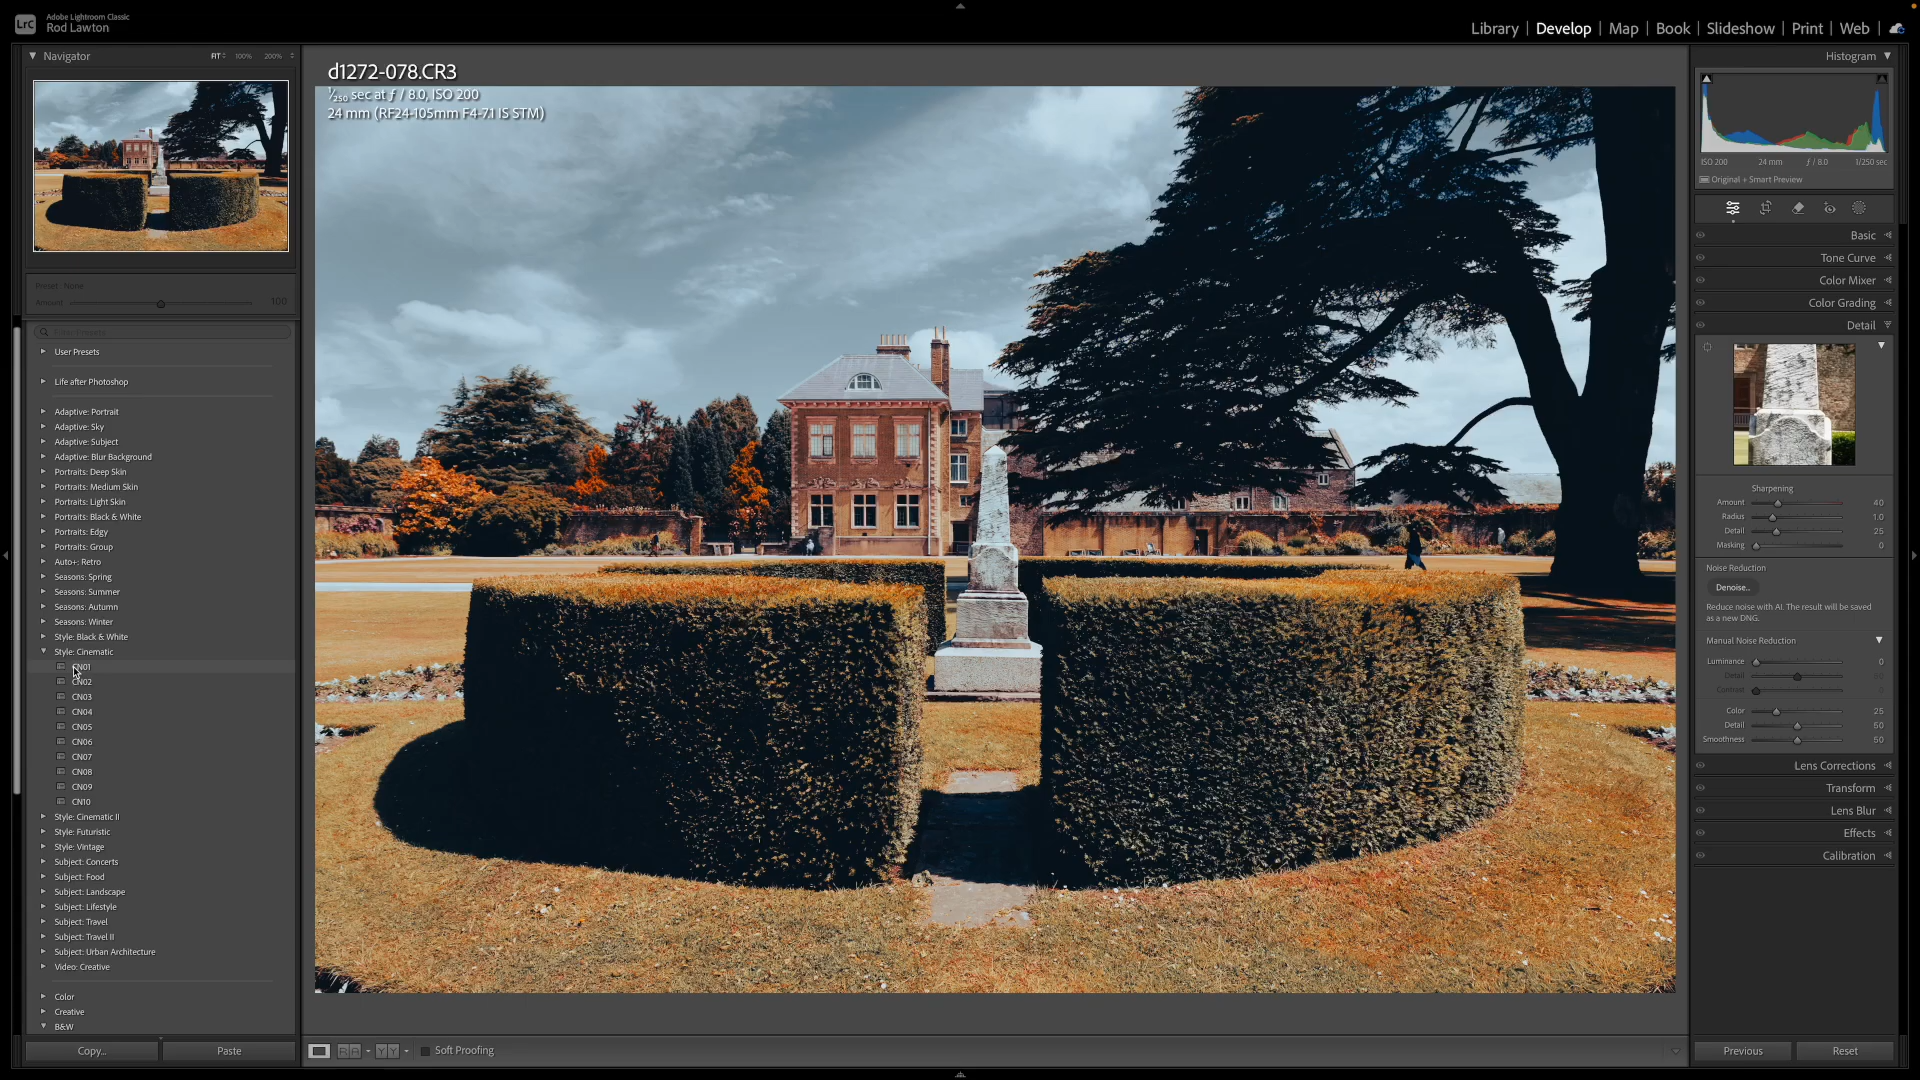 Lrc
Adobe Lightroom Classic
Rod Lawton
Library | Develop | Map | Book | Slideshow | Print | Web
Navigator
FIT 100% 200%
Preset: None
Amount 100
Filter Presets
User Presets
Life after Photoshop
Adaptive: Portrait
Adaptive: Sky
Adaptive: Subject
Adaptive: Blur Background
Portraits: Deep Skin
Portraits: Medium Skin
Portraits: Light Skin
Portraits: Black & White
Portraits: Edgy
Portraits: Group
Auto+: Retro
Seasons: Spring
Seasons: Summer
Seasons: Autumn
Seasons: Winter
Style: Black & White
Style: Cinematic
CN01
CN02
CN03
CN04
CN05
CN06
CN07
CN08
CN09
CN10
Style: Cinematic II
Style: Futuristic
Style: Vintage
Subject: Concerts
Subject: Food
Subject: Landscape
Subject: Lifestyle
Subject: Travel
Subject: Travel II
Subject: Urban Architecture
Video: Creative
Color
Creative
B&W
Copy... Paste
d1272-078.CR3
1/250 sec at ƒ / 8.0, ISO 200
24 mm (RF24-105mm F4-7.1 IS STM)
RA YY Soft Proofing
Histogram
ISO 200 24 mm ƒ / 8.0 1/250 sec
Original + Smart Preview
Basic
Tone Curve
Color Mixer
Color Grading
Detail
Sharpening
Amount 40
Radius 1.0
Detail 25
Masking 0
Noise Reduction
Denoise...
Reduce noise with AI. The result will be saved
as a new DNG.
Manual Noise Reduction
Luminance 0
Detail
Contrast
Color 25
Detail 50
Smoothness 50
Lens Corrections
Transform
Lens Blur
Effects
Calibration
Previous Reset